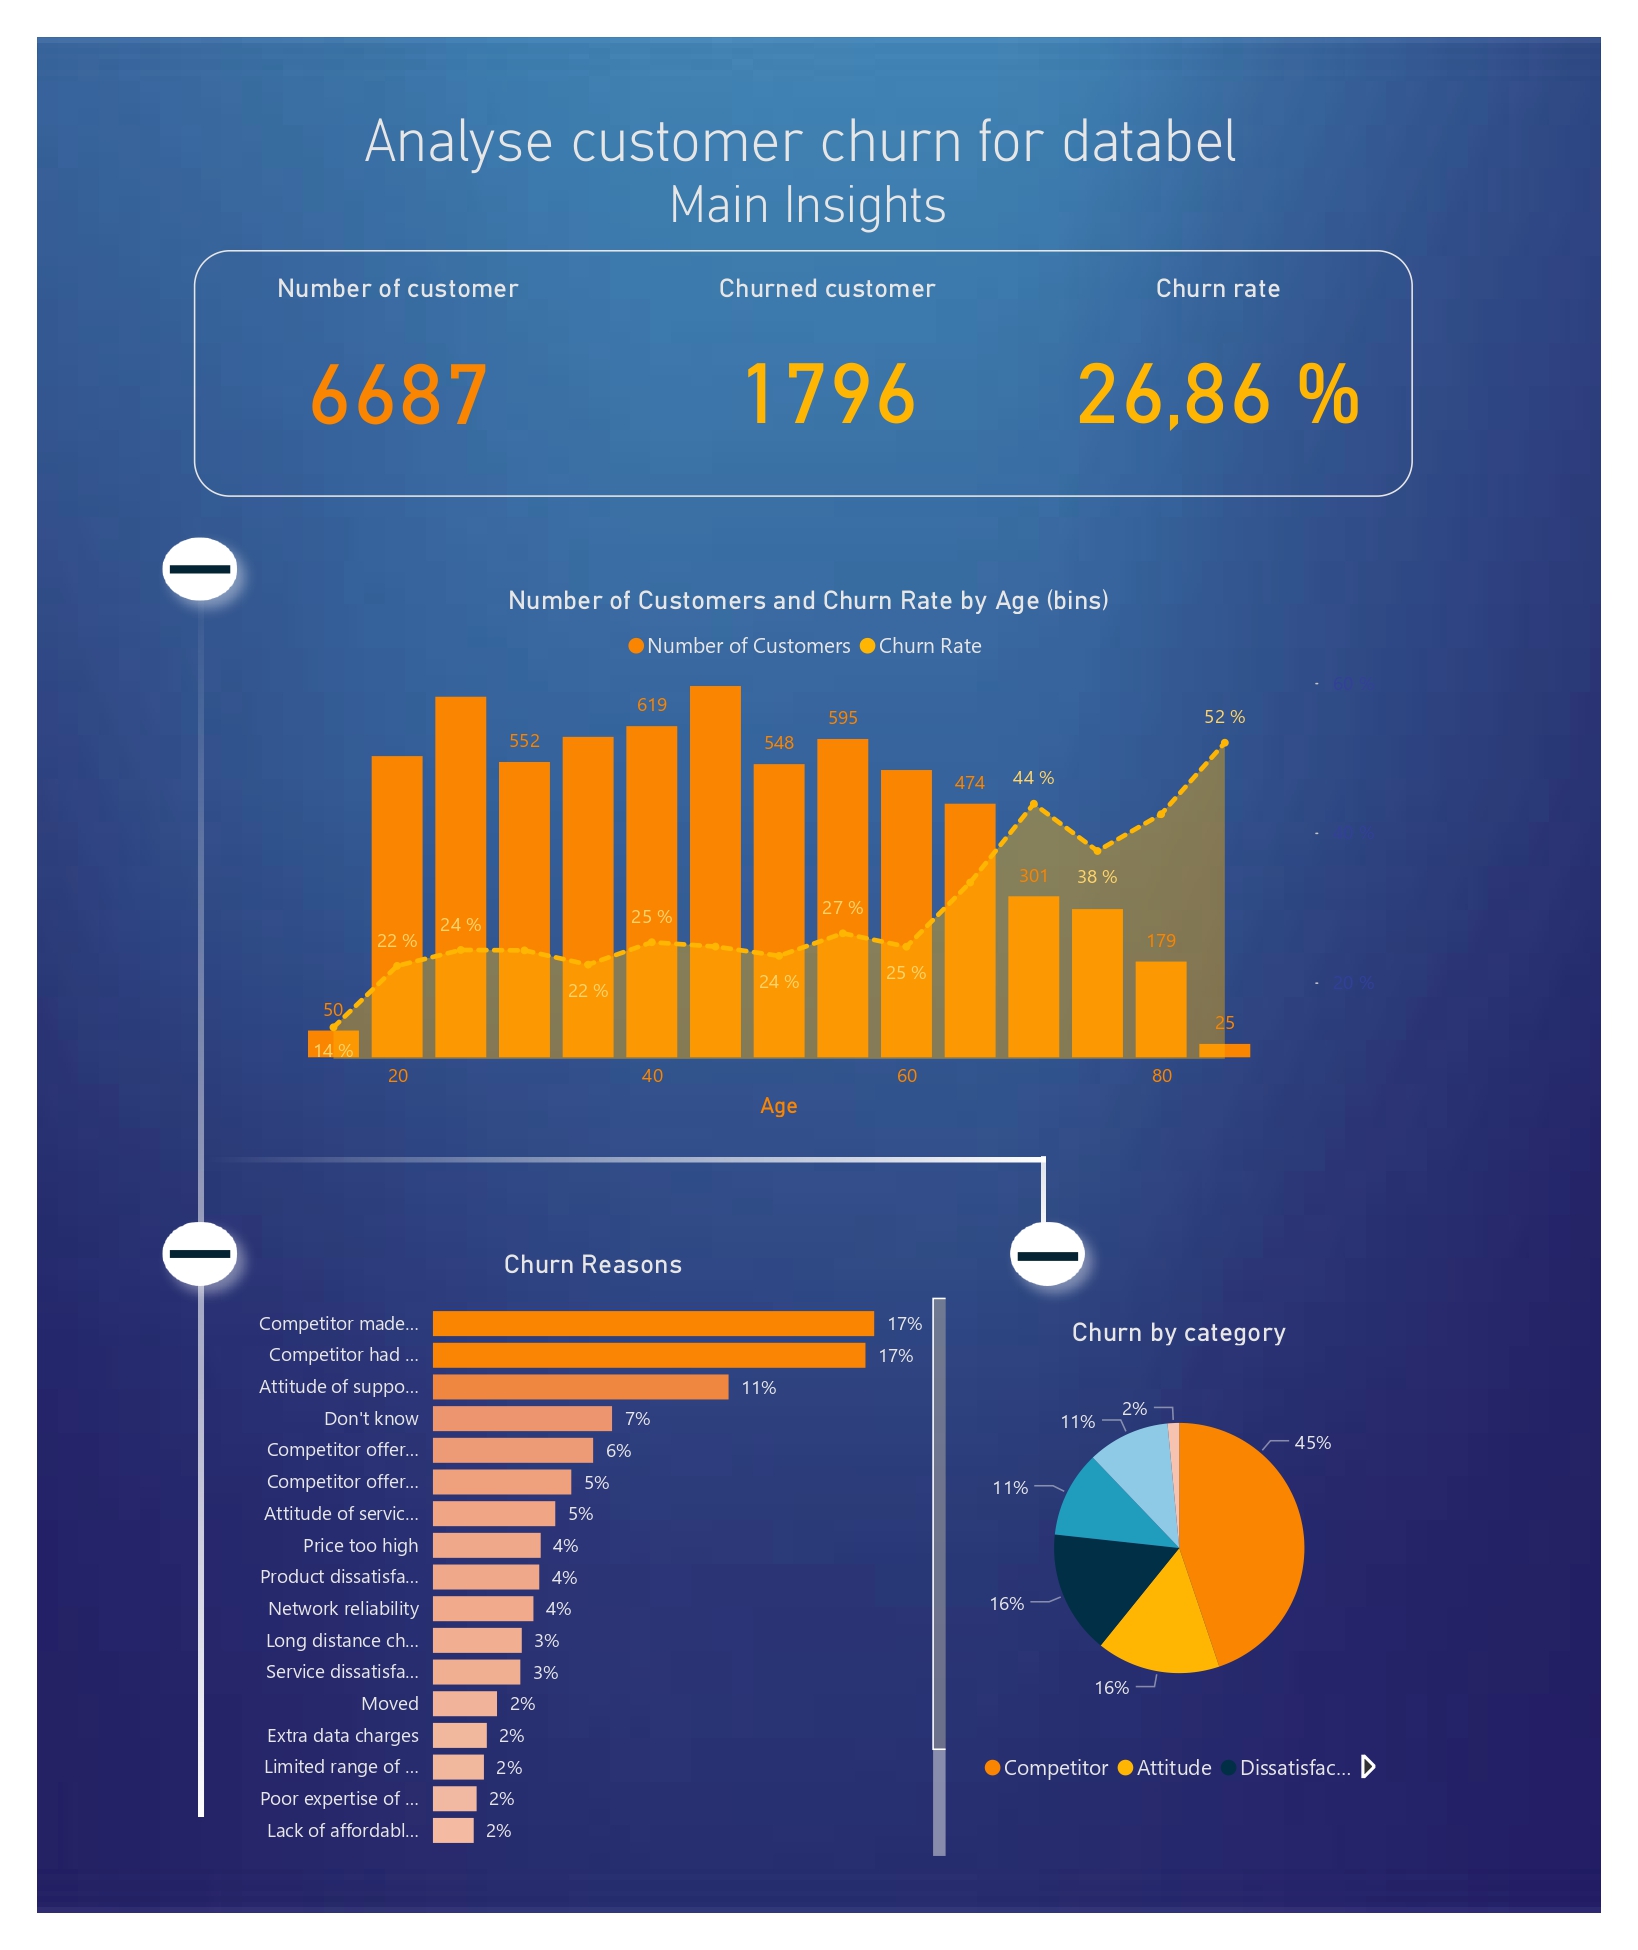 Analyse customer churn for databel
Main Insights
Number of customer
Churned customer
Churn rate
6687
1796
26,86 %
Number of Customers and Churn Rate by Age (bins)
Number of Customers
Churn Rate
619
552
548
595
474
301
179
25
50
14 %
22 %
24 %
22 %
25 %
24 %
27 %
25 %
44 %
38 %
52 %
60 %
20 %
20
40
60
80
Age
Churn Reasons
Competitor made... 17%
Competitor had ... 17%
Attitude of suppo... 11%
Don't know 7%
Competitor offer... 6%
Competitor offer... 5%
Attitude of servic... 5%
Price too high 4%
Product dissatisfa... 4%
Network reliability 4%
Long distance ch... 3%
Service dissatisfa... 3%
Moved 2%
Extra data charges 2%
Limited range of ... 2%
Poor expertise of ... 2%
Lack of affordabl... 2%
Churn by category
2%
11%
45%
11%
16%
16%
Competitor
Attitude
Dissatisfac...